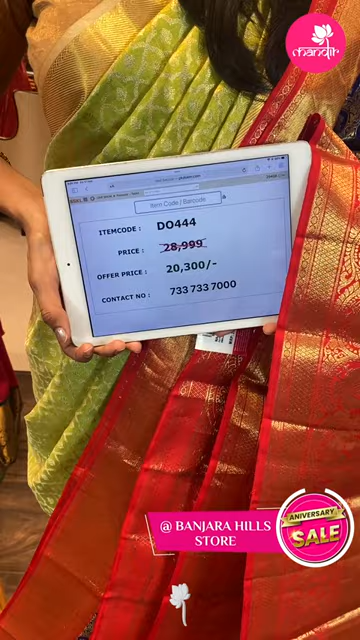 mandir
Item Code / Barcode
ITEMCODE : DO444
PRICE : 28,999
OFFER PRICE : 20,300/-
CONTACT NO : 733 733 7000
@ BANJARA HILLS
STORE
ANIVERSARY
SALE